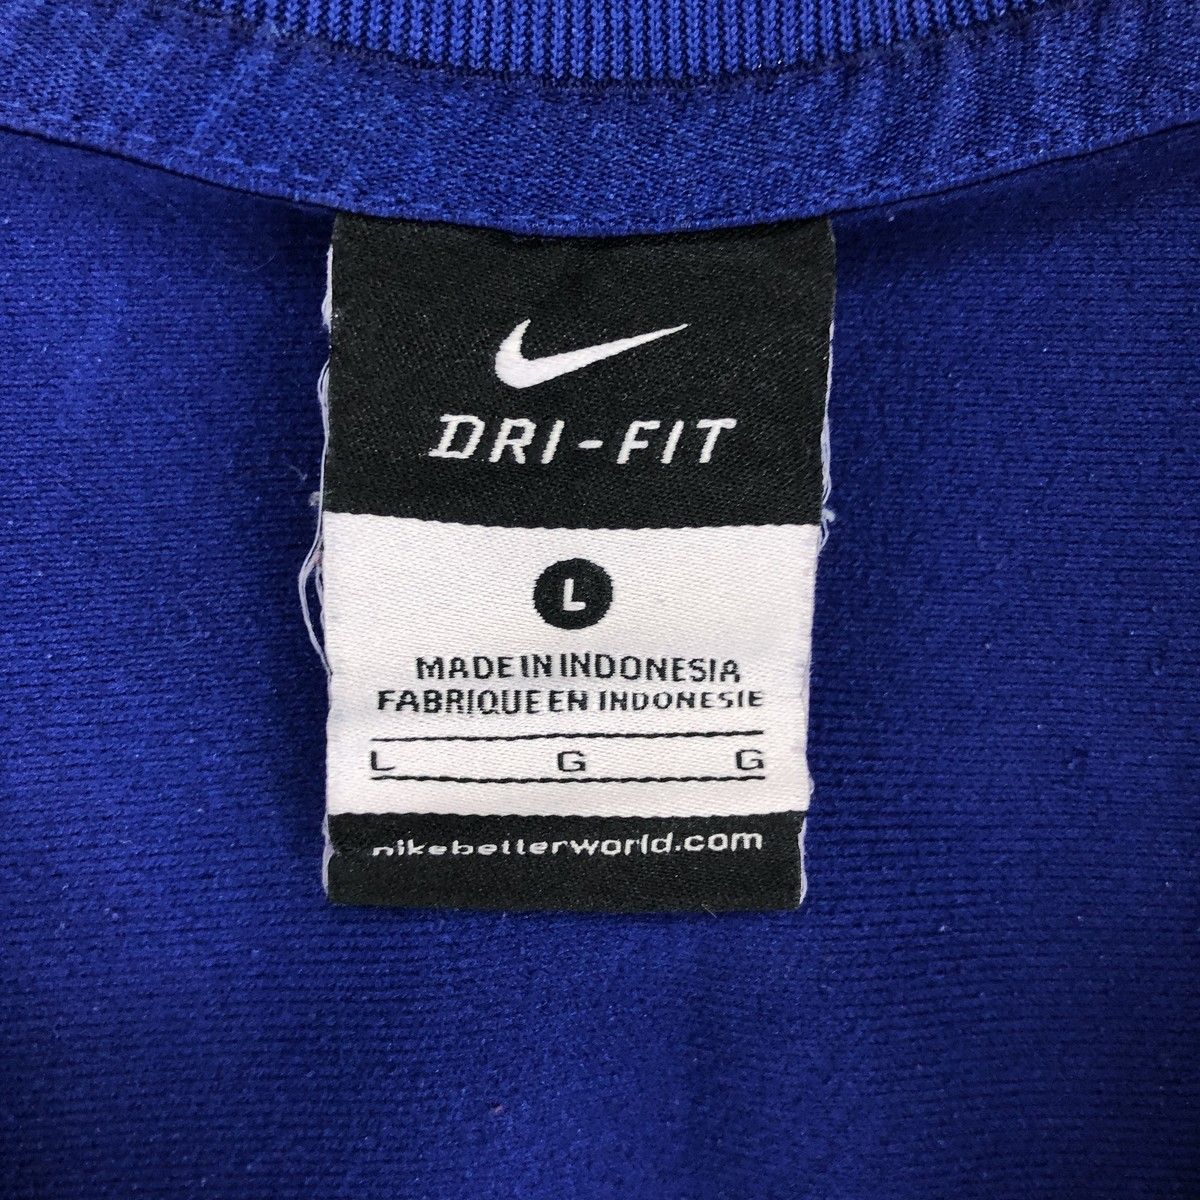 DRI-FIT
L
MADE IN INDONESIA
FABRIQUE EN INDONESIE
L G G
nikebetterworld.com